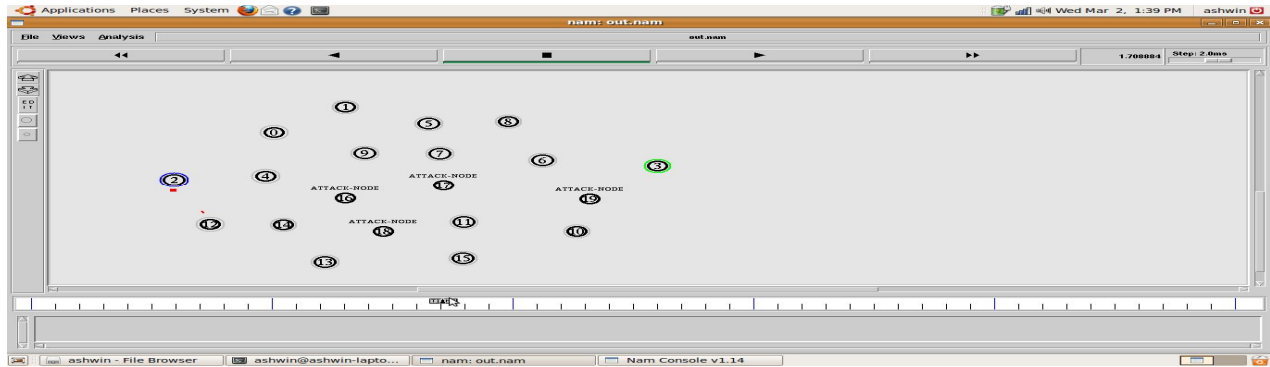 Applications Places System Wed Mar 2, 1:39 PM ashwin
nam: out.nam
File Views Analysis out.nam
1.708084 Step: 2.0ms
E D
I T
1
5 8
0
9 7
6 3
2 4
ATTACK-NODE ATTACK-NODE ATTACK-NODE
16 17 19
12 14 ATTACK-NODE 11
18 10
13 15
ashwin - File Browser ashwin@ashwin-lapto... nam: out.nam Nam Console v1.14